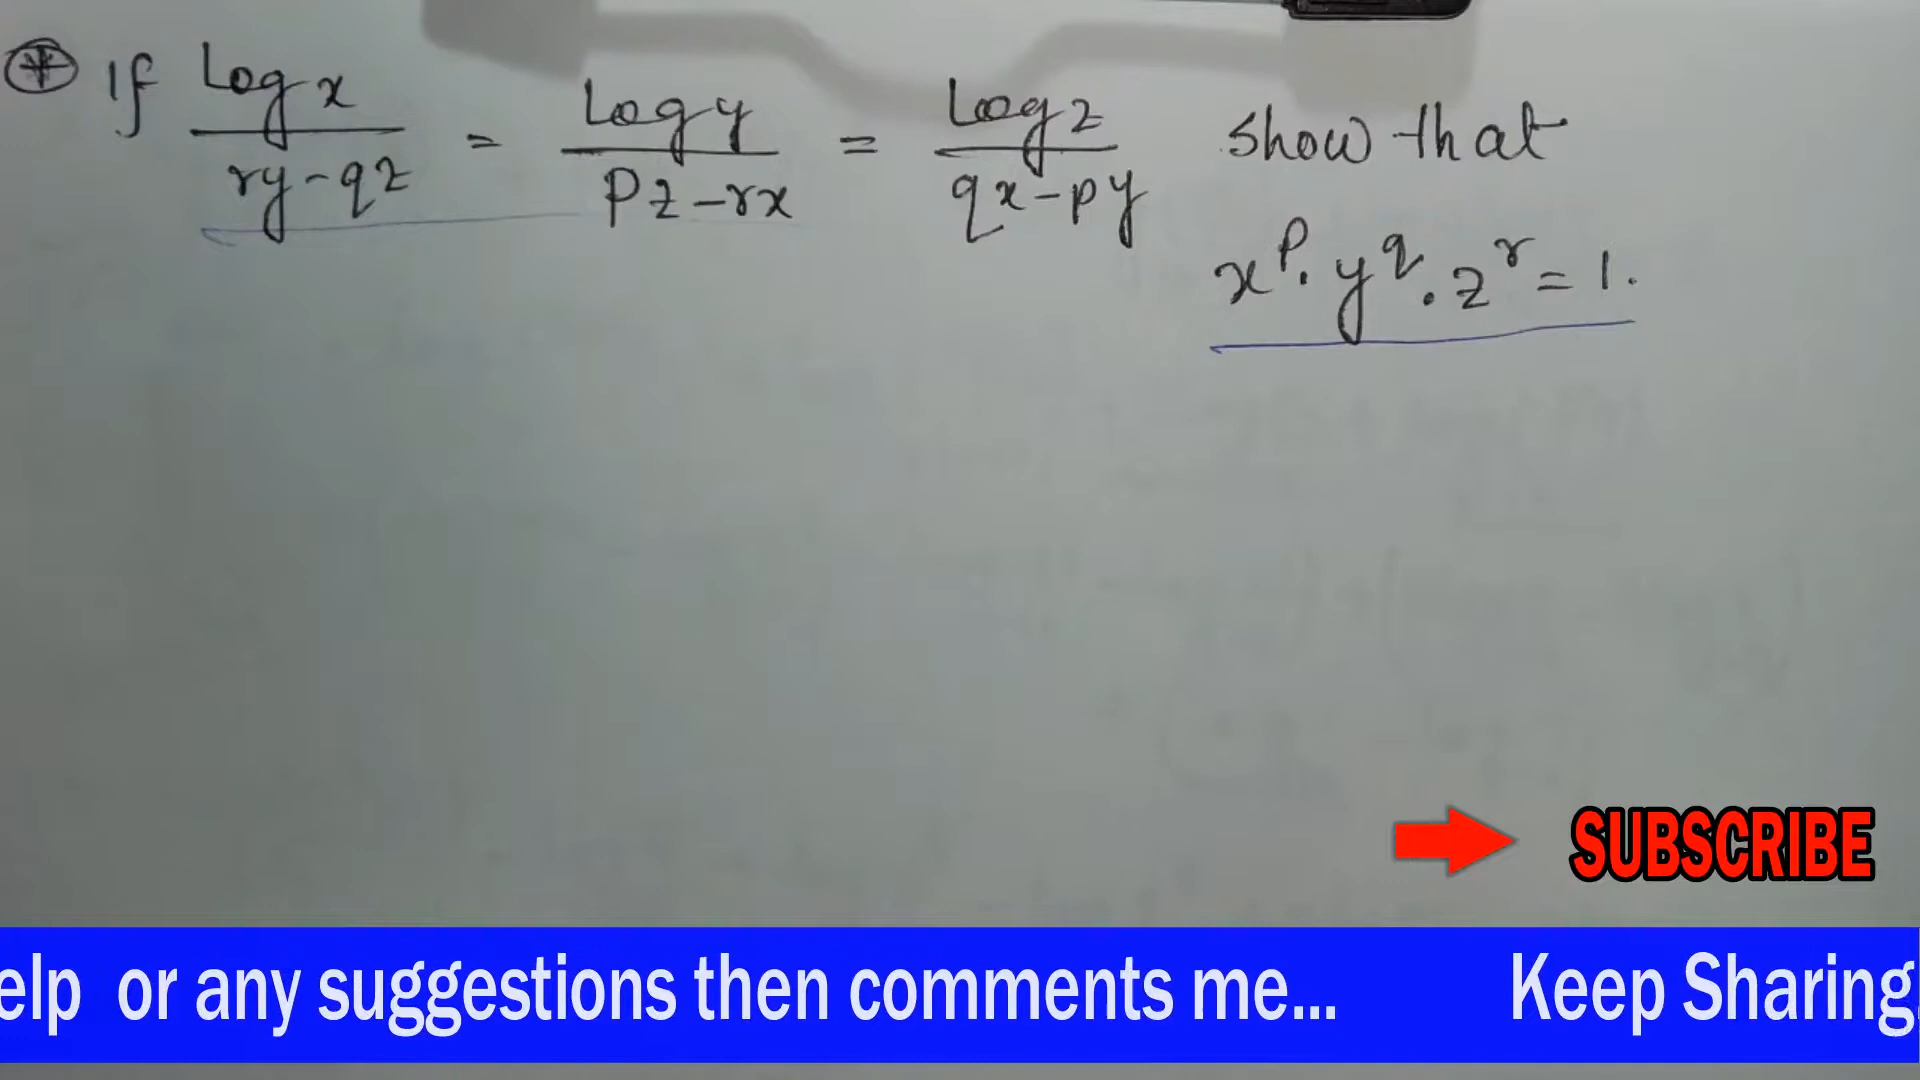 If Log x / ry-qz = Log y / Pz-rx = Log z / qx-py show that
x^p. y^q. z^r = 1.
SUBSCRIBE
elp or any suggestions then comments me... Keep Sharing